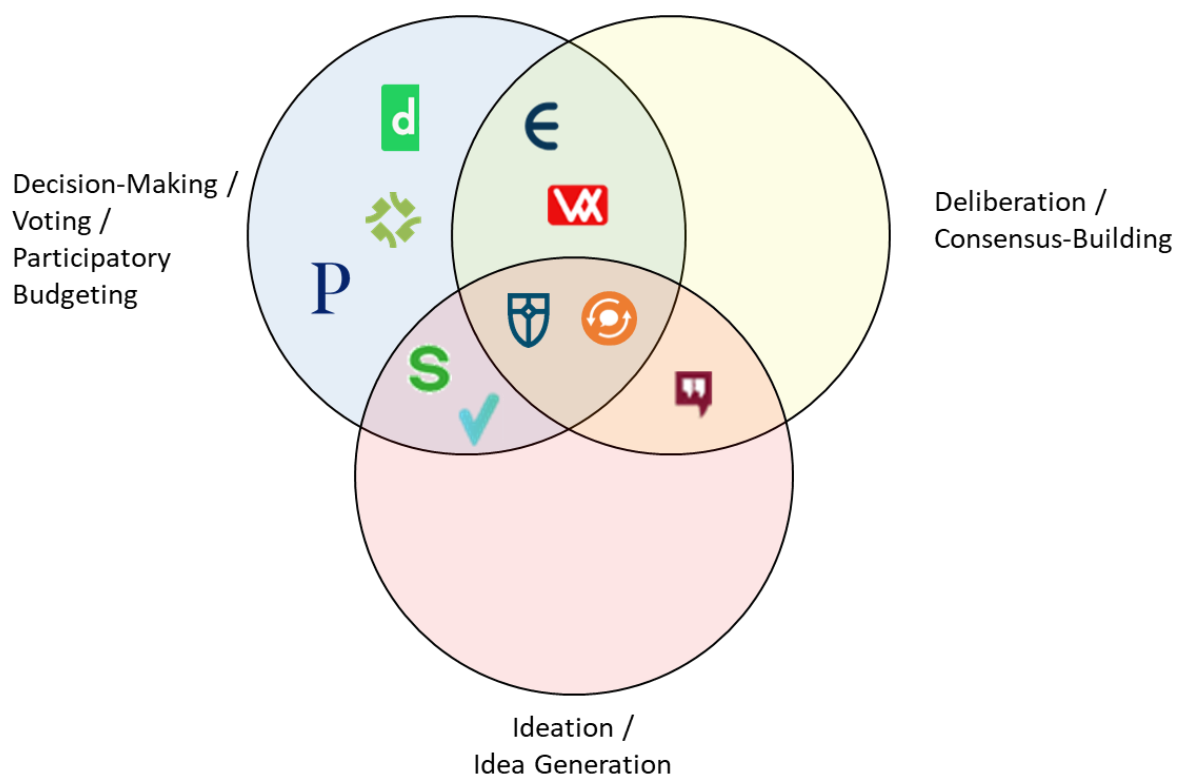 Decision-Making /
Voting /
Participatory
Budgeting
Deliberation /
Consensus-Building
d
P
S
Ideation /
Idea Generation